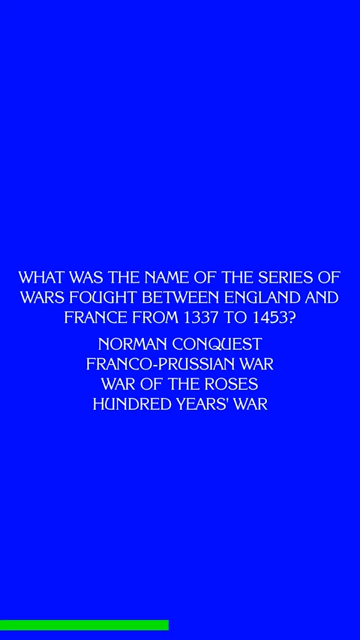 WHAT WAS THE NAME OF THE SERIES OF
WARS FOUGHT BETWEEN ENGLAND AND
FRANCE FROM 1337 TO 1453?
NORMAN CONQUEST
FRANCO-PRUSSIAN WAR
WAR OF THE ROSES
HUNDRED YEARS' WAR